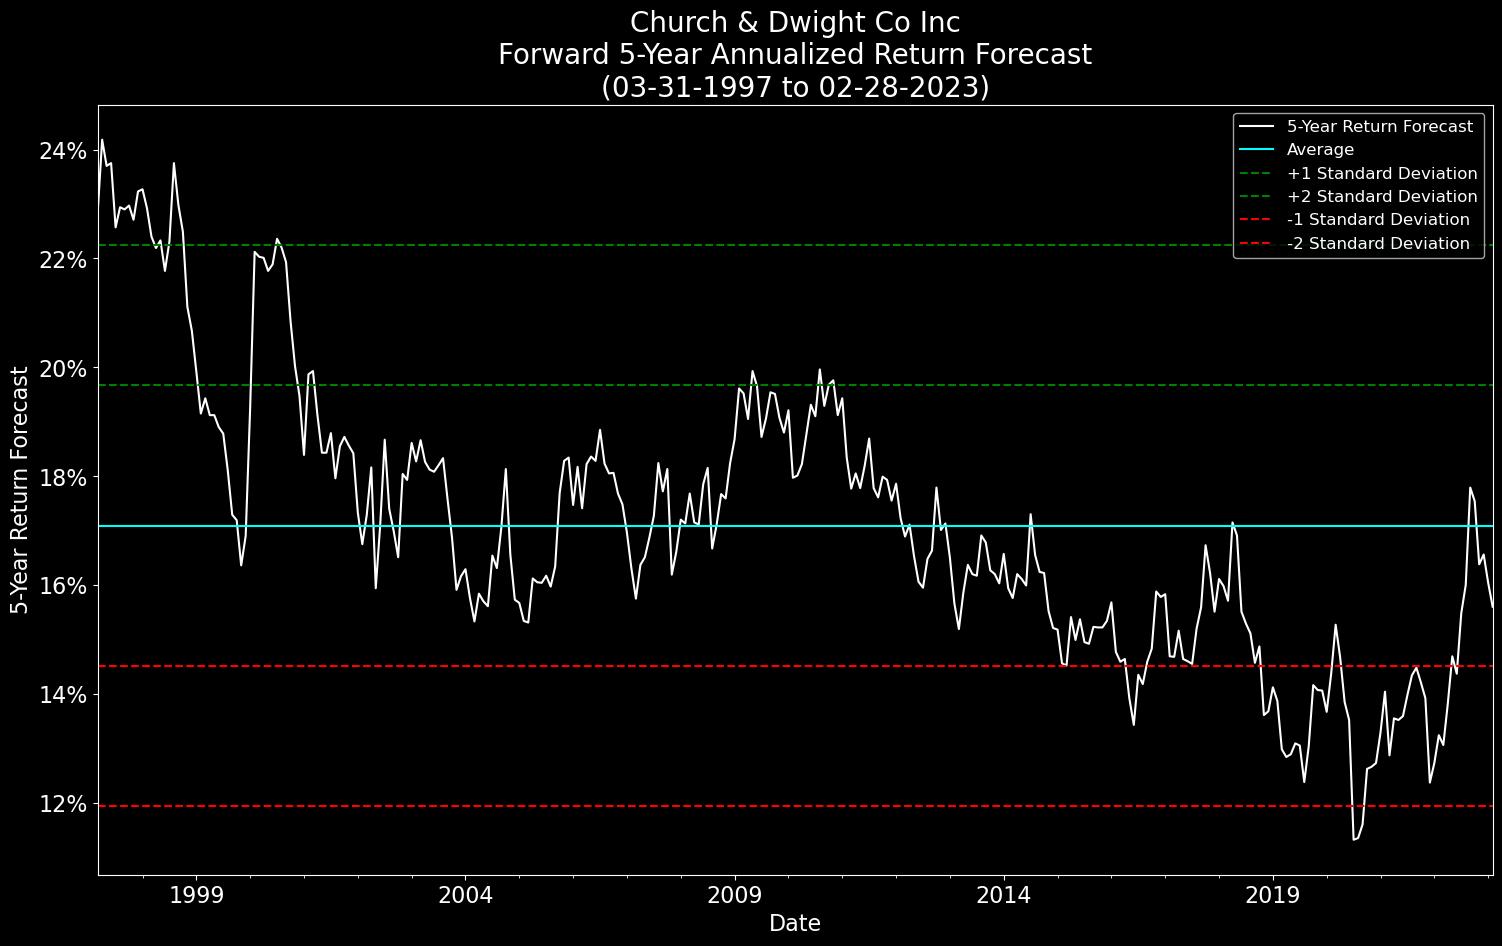 Church & Dwight Co Inc
Forward 5-Year Annualized Return Forecast
(03-31-1997 to 02-28-2023)
5-Year Return Forecast
Average
+1 Standard Deviation
+2 Standard Deviation
-1 Standard Deviation
-2 Standard Deviation
24%
22%
20%
18%
16%
14%
12%
5-Year Return Forecast
1999
2004
2009
2014
2019
Date